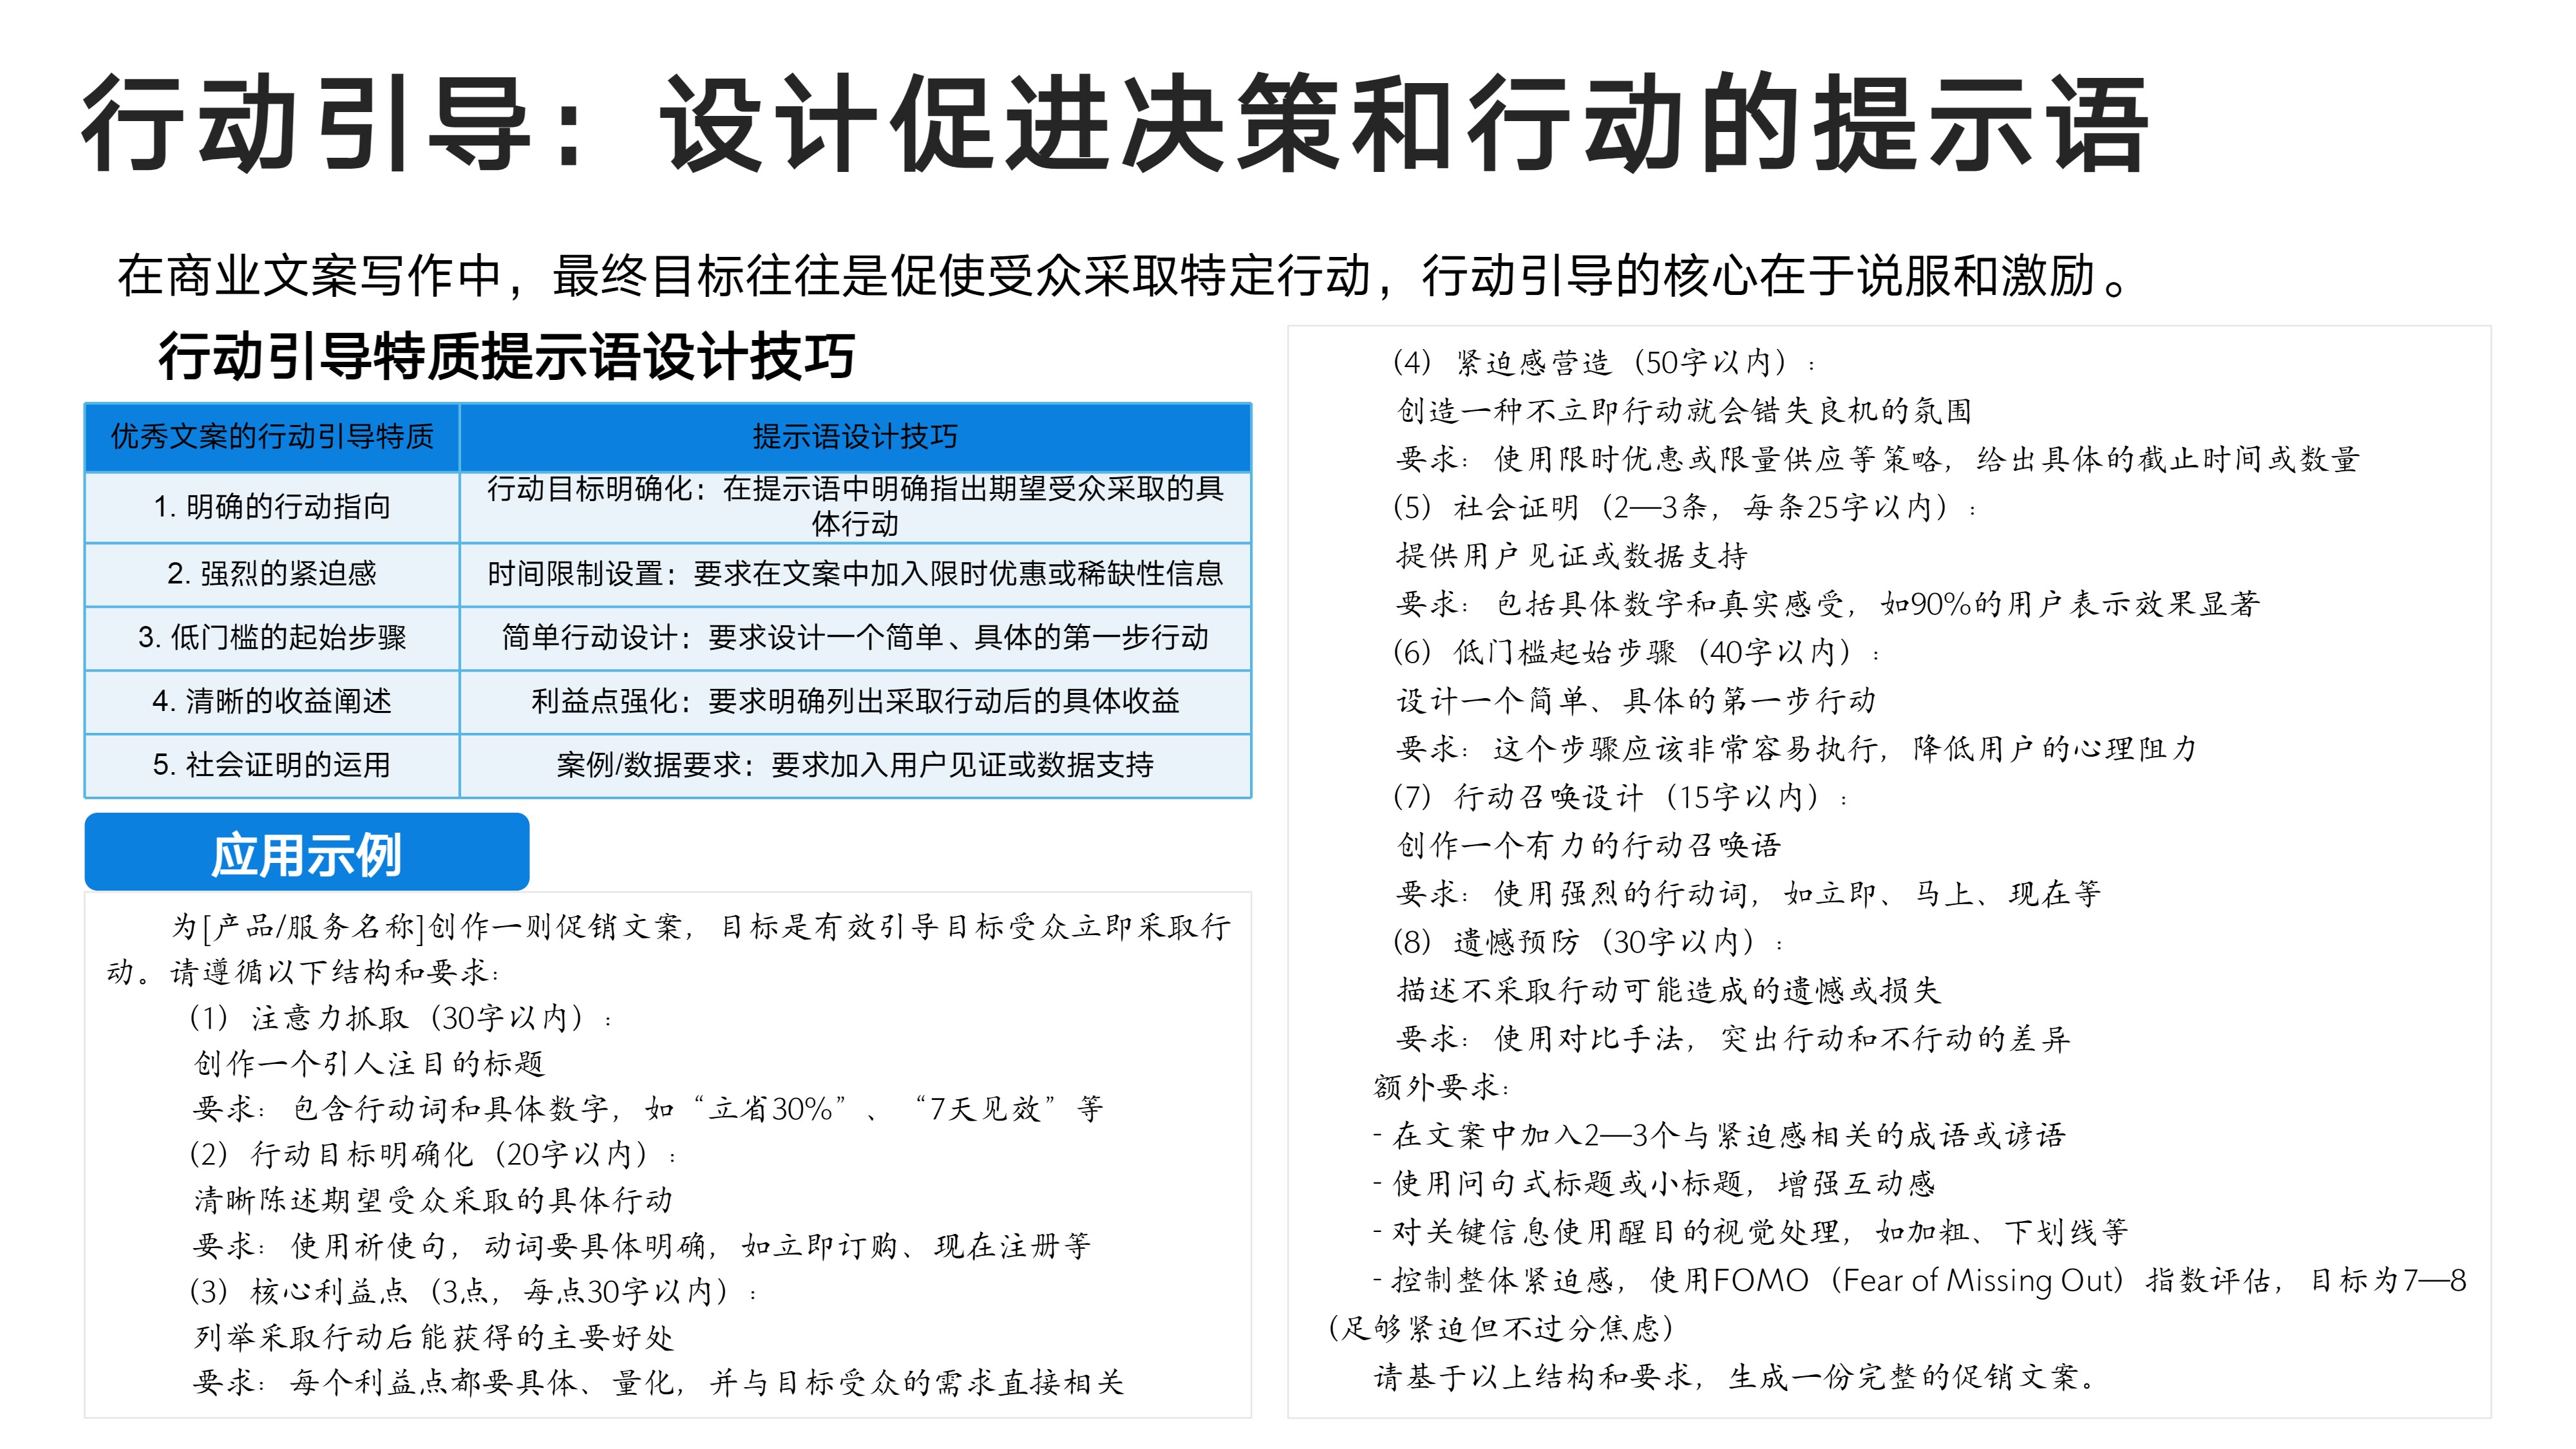 行动引导：设计促进决策和行动的提示语
在商业文案写作中，最终目标往往是促使受众采取特定行动，行动引导的核心在于说服和激励。
行动引导特质提示语设计技巧
优秀文案的行动引导特质 提示语设计技巧
1. 明确的行动指向 行动目标明确化：在提示语中明确指出期望受众采取的具
体行动
2. 强烈的紧迫感 时间限制设置：要求在文案中加入限时优惠或稀缺性信息
3. 低门槛的起始步骤 简单行动设计：要求设计一个简单、具体的第一步行动
4. 清晰的收益阐述 利益点强化：要求明确列出采取行动后的具体收益
5. 社会证明的运用 案例/数据要求：要求加入用户见证或数据支持
应用示例
为[产品/服务名称]创作一则促销文案，目标是有效引导目标受众立即采取行
动。请遵循以下结构和要求：
（1）注意力抓取（30字以内）：
创作一个引人注目的标题
要求：包含行动词和具体数字，如“立省30%”、“7天见效”等
（2）行动目标明确化（20字以内）：
清晰陈述期望受众采取的具体行动
要求：使用祈使句，动词要具体明确，如立即订购、现在注册等
（3）核心利益点（3点，每点30字以内）：
列举采取行动后能获得的主要好处
要求：每个利益点都要具体、量化，并与目标受众的需求直接相关
（4）紧迫感营造（50字以内）：
创造一种不立即行动就会错失良机的氛围
要求：使用限时优惠或限量供应等策略，给出具体的截止时间或数量
（5）社会证明（2—3条，每条25字以内）：
提供用户见证或数据支持
要求：包括具体数字和真实感受，如90%的用户表示效果显著
（6）低门槛起始步骤（40字以内）：
设计一个简单、具体的第一步行动
要求：这个步骤应该非常容易执行，降低用户的心理阻力
（7）行动召唤设计（15字以内）：
创作一个有力的行动召唤语
要求：使用强烈的行动词，如立即、马上、现在等
（8）遗憾预防（30字以内）：
描述不采取行动可能造成的遗憾或损失
要求：使用对比手法，突出行动和不行动的差异
额外要求：
- 在文案中加入2—3个与紧迫感相关的成语或谚语
- 使用问句式标题或小标题，增强互动感
- 对关键信息使用醒目的视觉处理，如加粗、下划线等
- 控制整体紧迫感，使用FOMO（Fear of Missing Out）指数评估，目标为7—8
（足够紧迫但不过分焦虑）
请基于以上结构和要求，生成一份完整的促销文案。